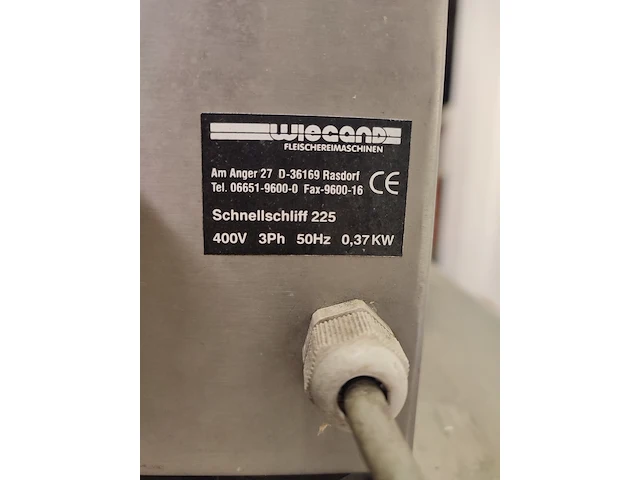 WIEGAND
FLEISCHEREIMASCHINEN
Am Anger 27 D-36169 Rasdorf
Tel. 06651-9600-0 Fax-9600-16
CE
Schnellschliff 225
400V 3Ph 50Hz 0,37KW